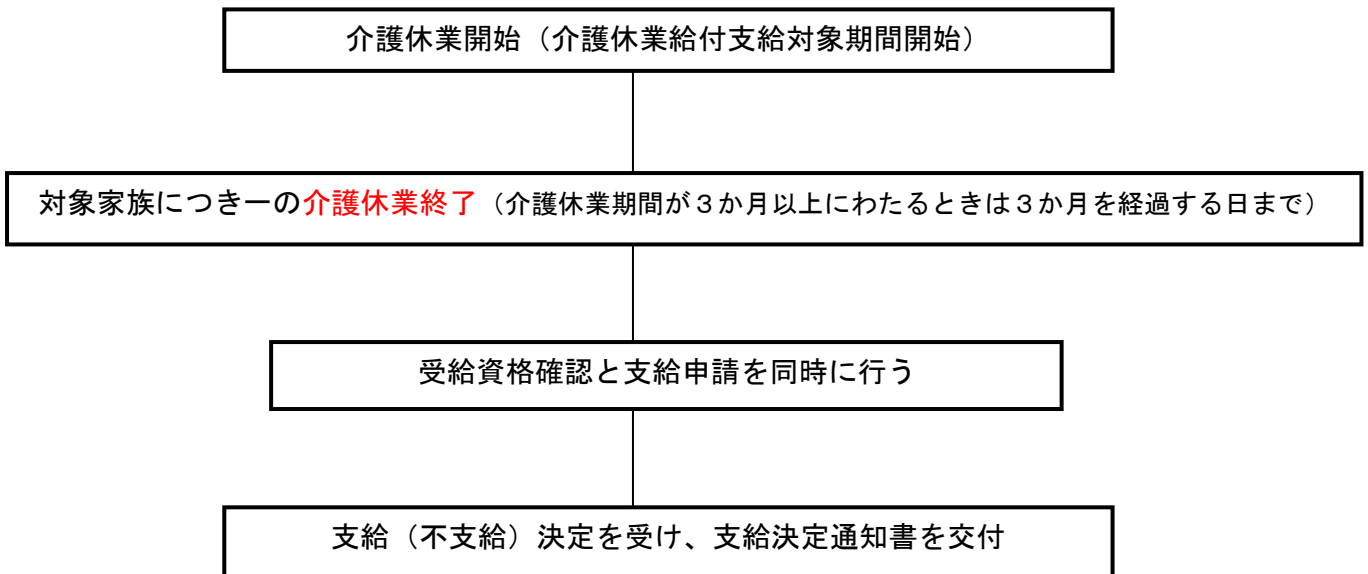 介護休業開始（介護休業給付支給対象期間開始）
対象家族につき一の介護休業終了（介護休業期間が３か月以上にわたるときは３か月を経過する日まで）
受給資格確認と支給申請を同時に行う
支給（不支給）決定を受け、支給決定通知書を交付